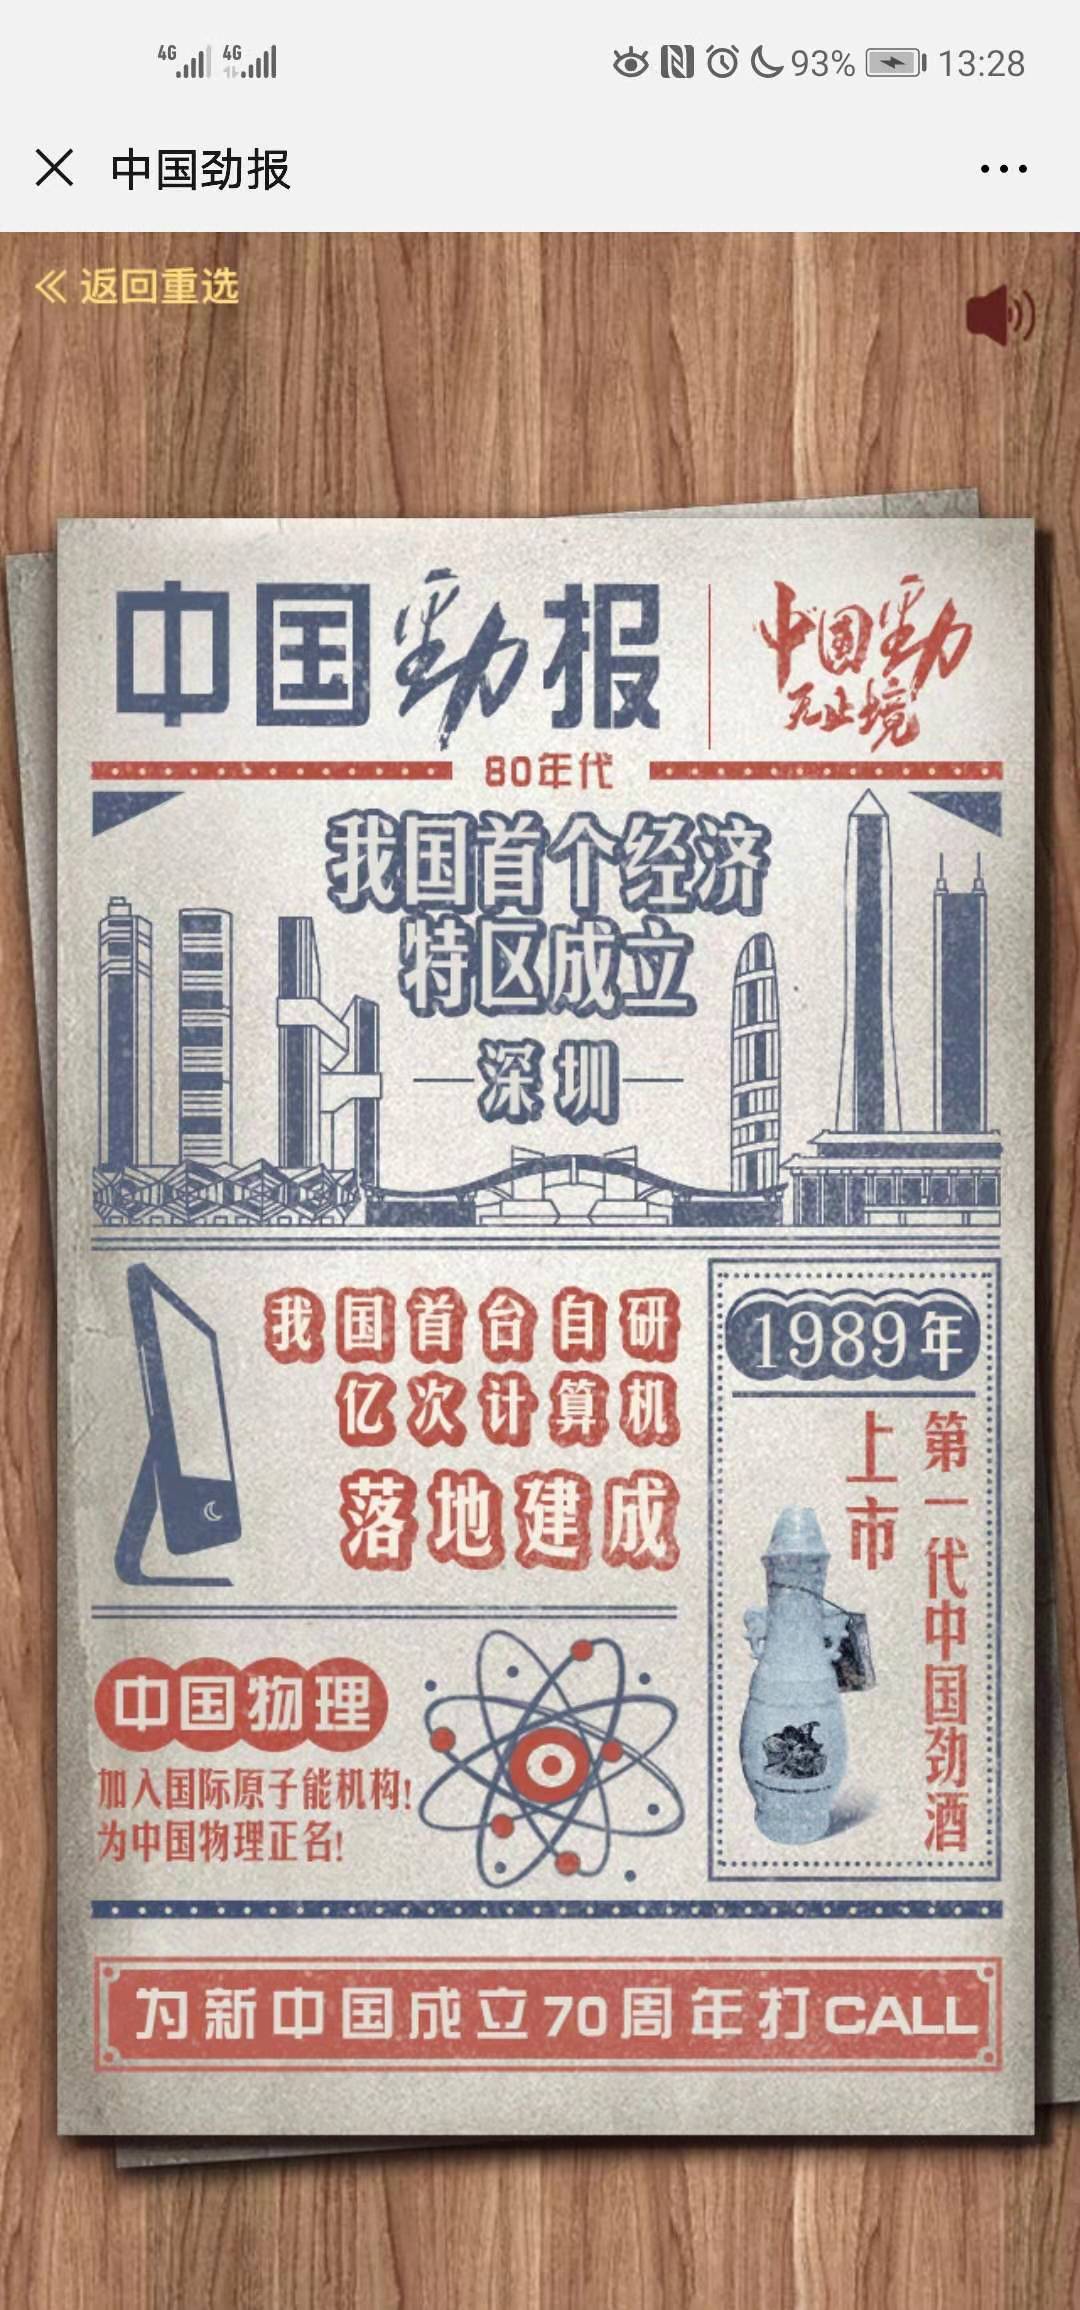 4G 4G 93% 13:28
中国劲报
返回重选
中国劲报
中国劲
无止境
80年代
我国首个经济
特区成立
深圳
我国首台自研
亿次计算机
落地建成
1989年
第一代中国劲酒
上市
中国物理
加入国际原子能机构!
为中国物理正名!
为新中国成立70周年打CALL